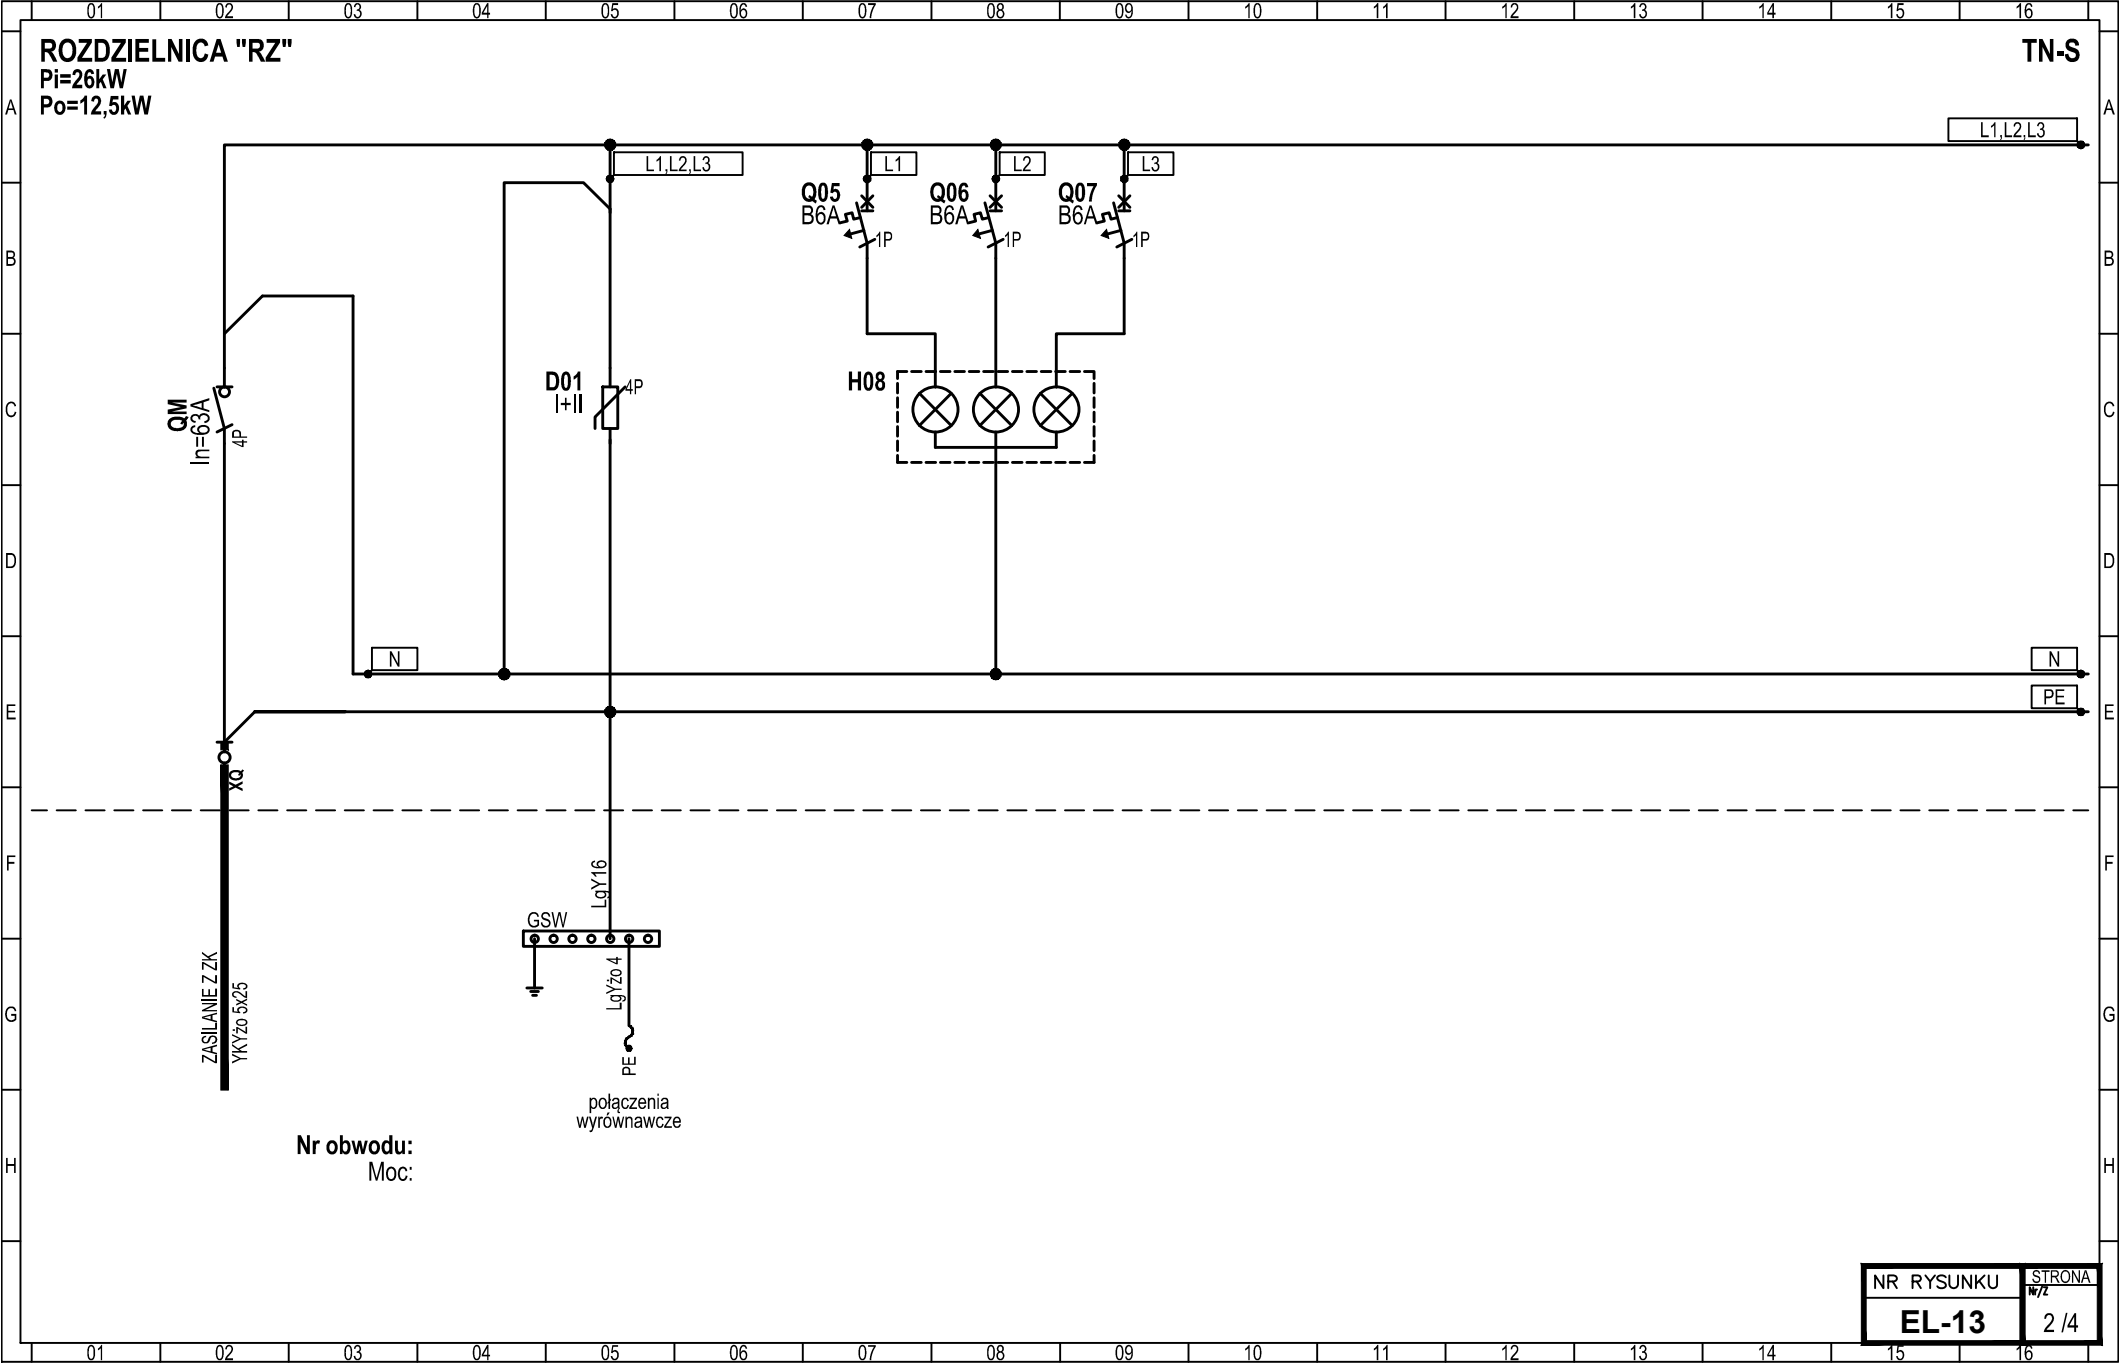 01 02 03 04 05 06 07 08 09 10 11 12 13 14 15 16
ROZDZIELNICA "RZ"
Pi=26kW
Po=12,5kW
TN-S
A
A
L1,L2,L3
L1,L2,L3
L1
L2
L3
Q05
B6A
1P
Q06
B6A
1P
Q07
B6A
1P
B
B
QM
In=63A
4P
D01
I+II
4P
H08
C
C
D
D
N
N
PE
E
E
XQ
F
F
LgY16
GSW
LgYżo 4
PE
połączenia
wyrównawcze
ZASILANIE Z ZK
YKYżo 5x25
G
G
Nr obwodu:
Moc:
H
H
NR RYSUNKU
EL-13
STRONA
Nr/Z
2 /4
01 02 03 04 05 06 07 08 09 10 11 12 13 14 15 16